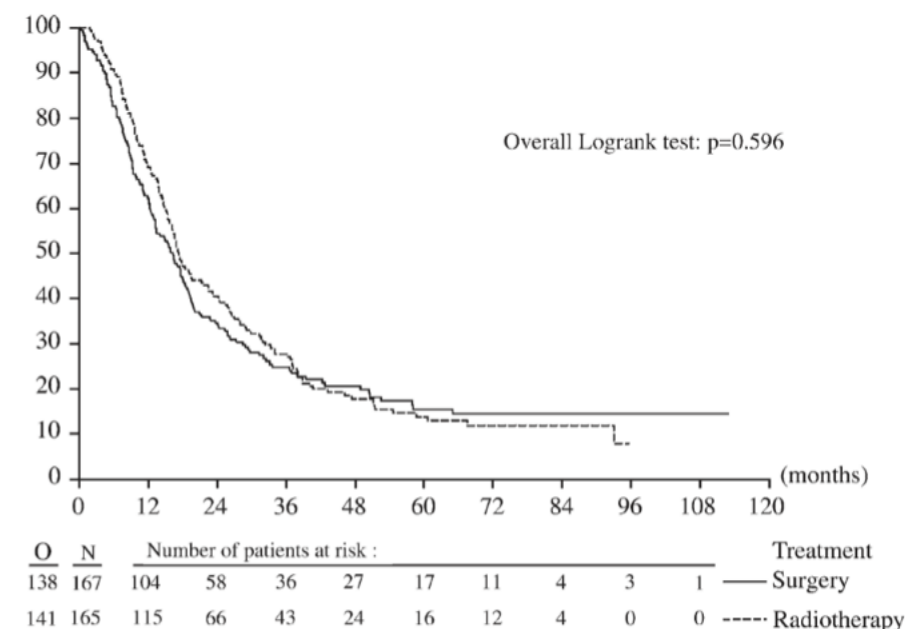 100
90
80
Overall Logrank test: p=0.596
70
60
50
40
30
20
10
0
(months)
0 12 24 36 48 60 72 84 96 108 120
O N Number of patients at risk : Treatment
138 167 104 58 36 27 17 11 4 3 1 Surgery
141 165 115 66 43 24 16 12 4 0 0 Radiotherapy